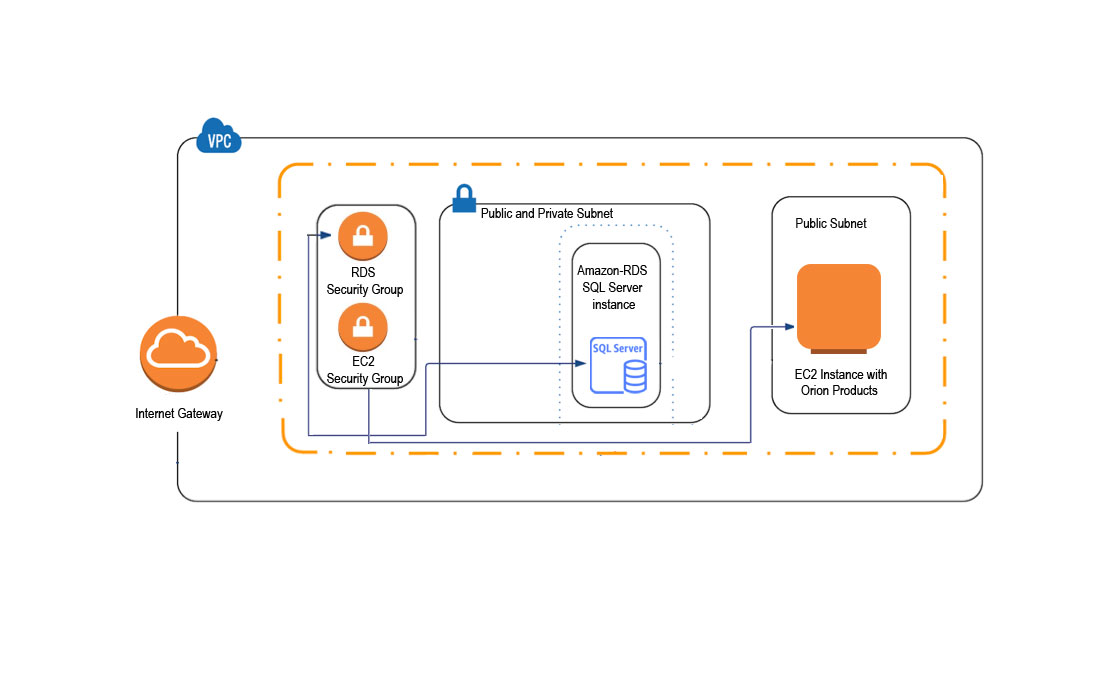 VPC
Public and Private Subnet
Public Subnet
RDS
Security Group
Amazon-RDS
SQL Server
instance
SQL Server
EC2
Security Group
EC2 Instance with
Orion Products
Internet Gateway